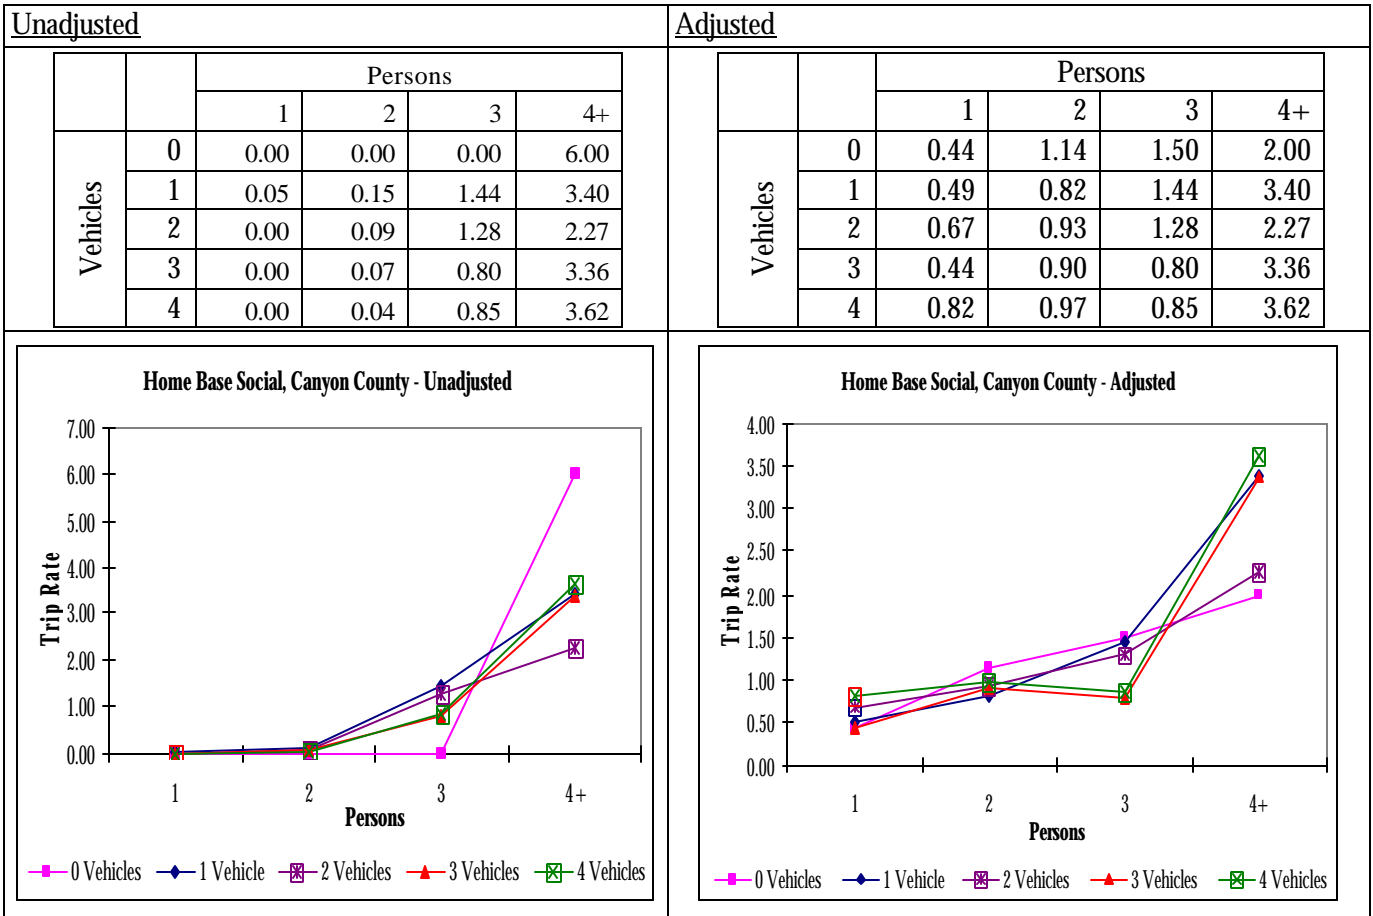 Unadjusted
Persons
1 2 3 4+
Vehicles
0 0.00 0.00 0.00 6.00
1 0.05 0.15 1.44 3.40
2 0.00 0.09 1.28 2.27
3 0.00 0.07 0.80 3.36
4 0.00 0.04 0.85 3.62
Adjusted
Persons
1 2 3 4+
Vehicles
0 0.44 1.14 1.50 2.00
1 0.49 0.82 1.44 3.40
2 0.67 0.93 1.28 2.27
3 0.44 0.90 0.80 3.36
4 0.82 0.97 0.85 3.62
Home Base Social, Canyon County - Unadjusted
7.00
6.00
5.00
4.00
3.00
2.00
1.00
0.00
Trip Rate
1 2 3 4+
Persons
0 Vehicles 1 Vehicle 2 Vehicles 3 Vehicles 4 Vehicles
Home Base Social, Canyon County - Adjusted
4.00
3.50
3.00
2.50
2.00
1.50
1.00
0.50
0.00
Trip Rate
1 2 3 4+
Persons
0 Vehicles 1 Vehicle 2 Vehicles 3 Vehicles 4 Vehicles